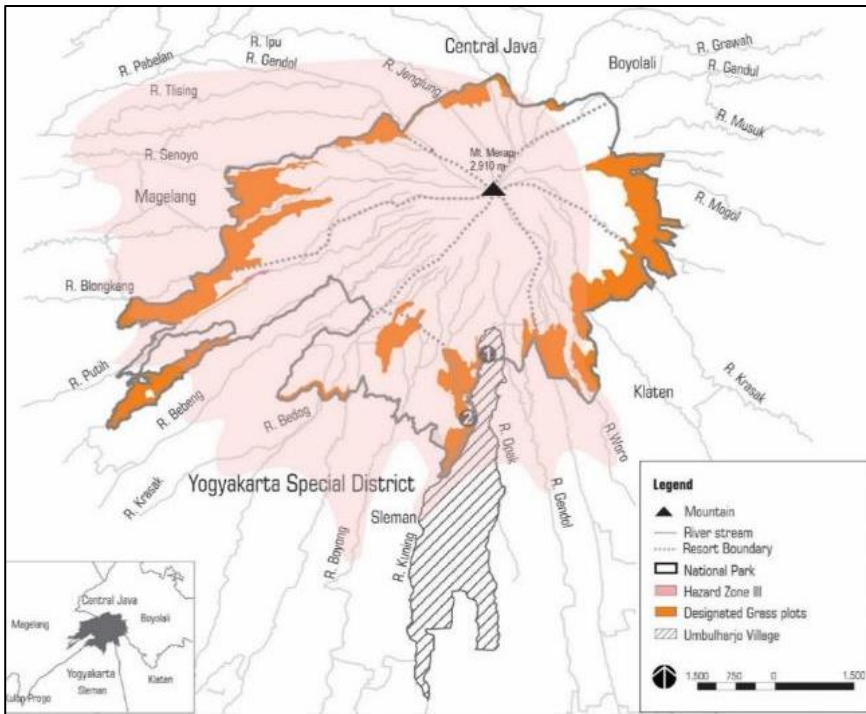 R. Ipu
Central Java
R. Grawah
R. Pabelan
R. Gendol
Boyolali
R. Gandul
R. Jenglung
R. Tlising
R. Musuk
Mt. Merapi
2,910 m
R. Senoyo
Magelang
R. Mogol
R. Blongkeng
1
R. Putih
Klaten
R. Krasak
R. Bebeng
2
R. Bedog
R. Opak
R. Woro
R. Krasak
Yogyakarta Special District
R. Gendol
Sleman
R. Boyong
R. Kuning
Legend
Mountain
River stream
Resort Boundary
National Park
Hazard Zone III
Designated Grass plots
Umbulharjo Village
1.500 750 0 1.500
Central Java
Magelang
Boyolali
Yogyakarta
Sleman
Klaten
Kulon Progo